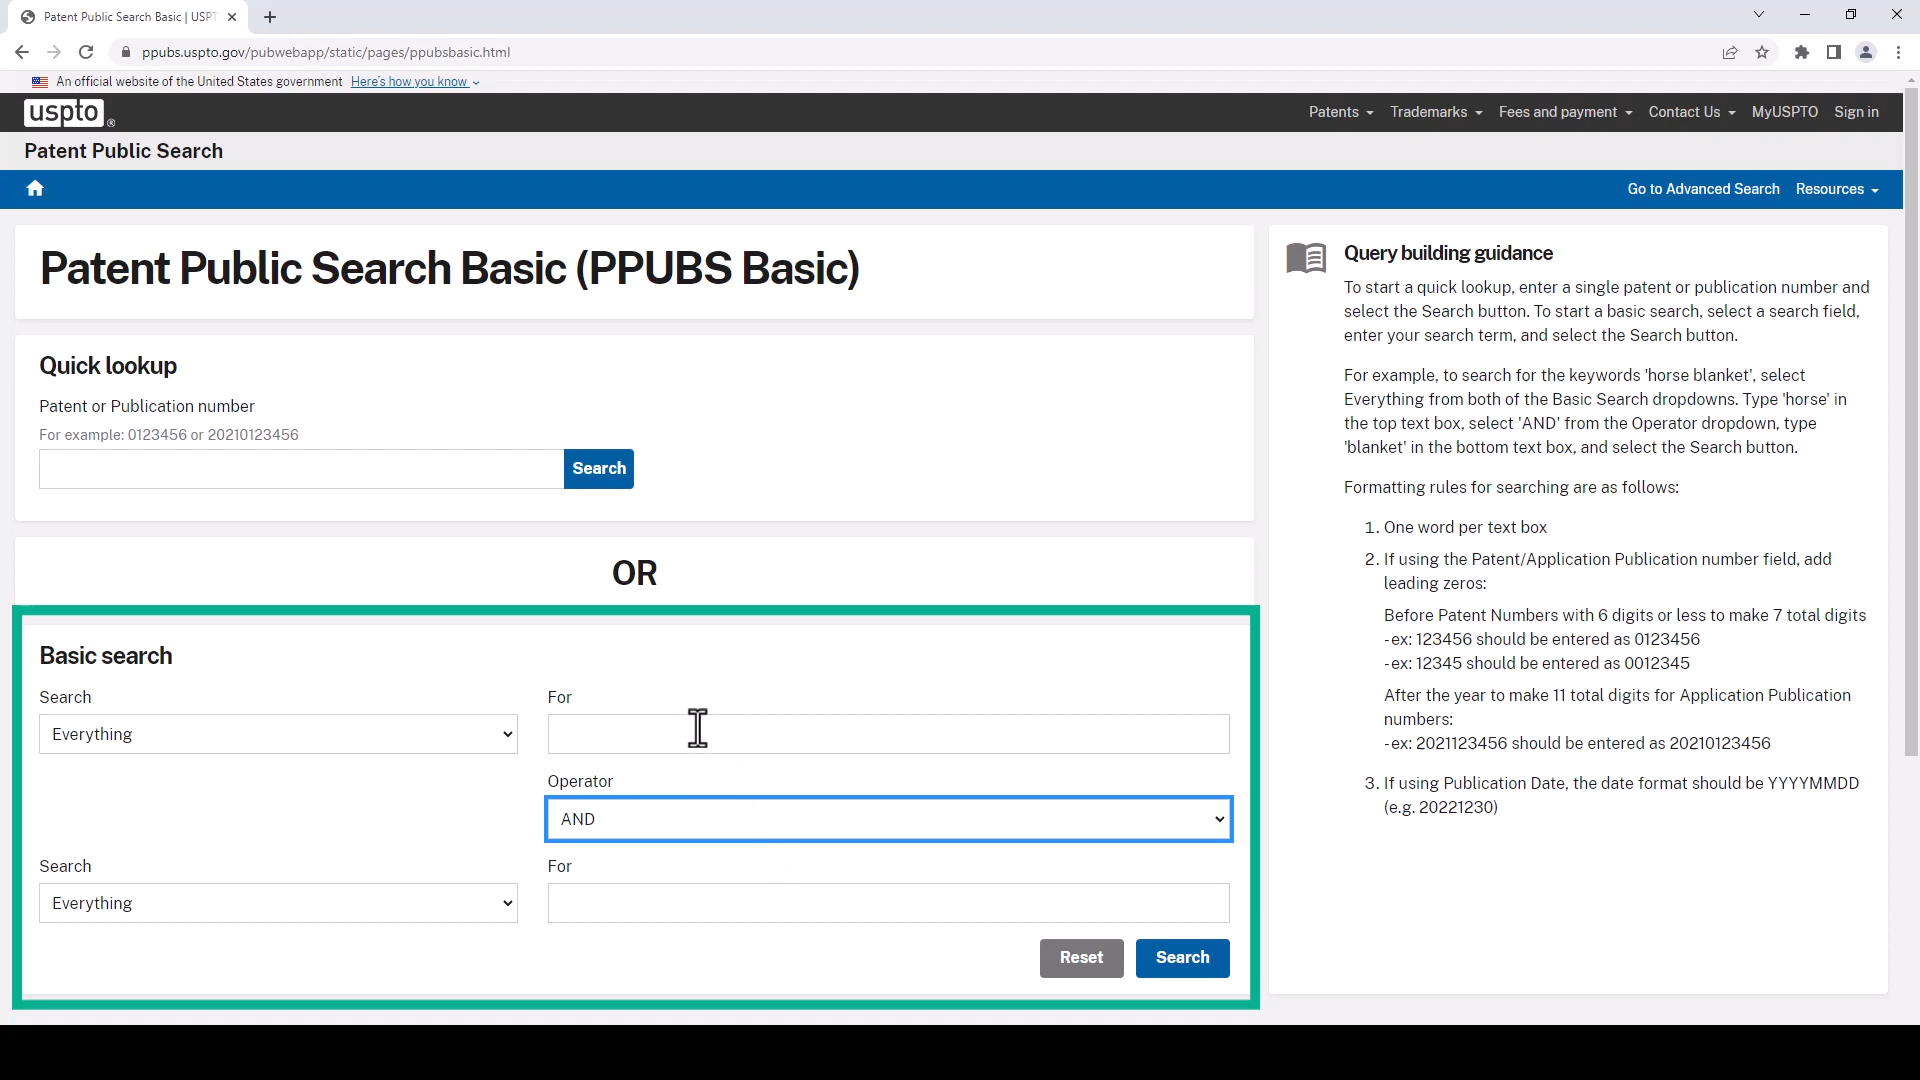 Patent Public Search Basic | USPT
ppubs.uspto.gov/pubwebapp/static/pages/ppubsbasic.html
An official website of the United States government Here's how you know
uspto®
Patents Trademarks Fees and payment Contact Us MyUSPTO Sign in
Patent Public Search
Go to Advanced Search Resources
Patent Public Search Basic (PPUBS Basic)
Quick lookup
Patent or Publication number
For example: 0123456 or 20210123456
Search
OR
Basic search
Search For
Everything
Operator
AND
Search For
Everything
Reset Search
Query building guidance
To start a quick lookup, enter a single patent or publication number and
select the Search button. To start a basic search, select a search field,
enter your search term, and select the Search button.
For example, to search for the keywords 'horse blanket', select
Everything from both of the Basic Search dropdowns. Type 'horse' in
the top text box, select 'AND' from the Operator dropdown, type
'blanket' in the bottom text box, and select the Search button.
Formatting rules for searching are as follows:
1. One word per text box
2. If using the Patent/Application Publication number field, add
leading zeros:
Before Patent Numbers with 6 digits or less to make 7 total digits
-ex: 123456 should be entered as 0123456
-ex: 12345 should be entered as 0012345
After the year to make 11 total digits for Application Publication
numbers:
-ex: 2021123456 should be entered as 20210123456
3. If using Publication Date, the date format should be YYYYMMDD
(e.g. 20221230)